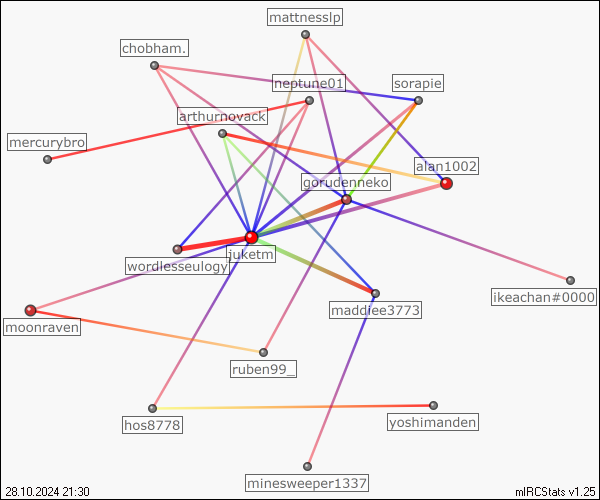 mattnesslp
chobham.
neptune01
sorapie
arthurnovack
mercurybro
alan1002
gorudenneko
juketm
wordlesseulogy
ikeachan#0000
maddiee3773
moonraven
ruben99_
hos8778
yoshimanden
minesweeper1337
28.10.2024 21:30
mIRCStats v1.25